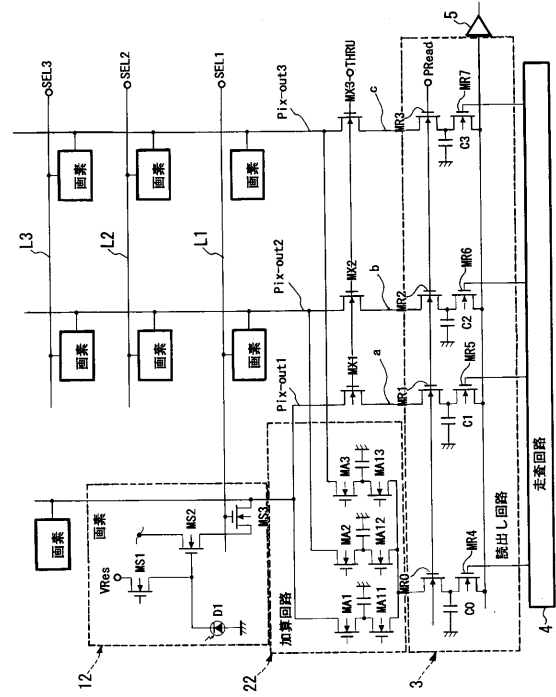 SEL3
SEL2
SEL1
L3
L2
L1
画素
画素
画素
画素
画素
画素
画素
画素
12
VRes
MS1
MS2
MS3
D1
Pix-out1
Pix-out2
Pix-out3
加算回路
22
MA1
MA2
MA3
MA11
MA12
MA13
MX1
MX2
MX3
THRU
a
b
c
MR0
MR1
MR2
MR3
PRead
MR4
MR5
MR6
MR7
C0
C1
C2
C3
読出し回路
3
走査回路
4
5